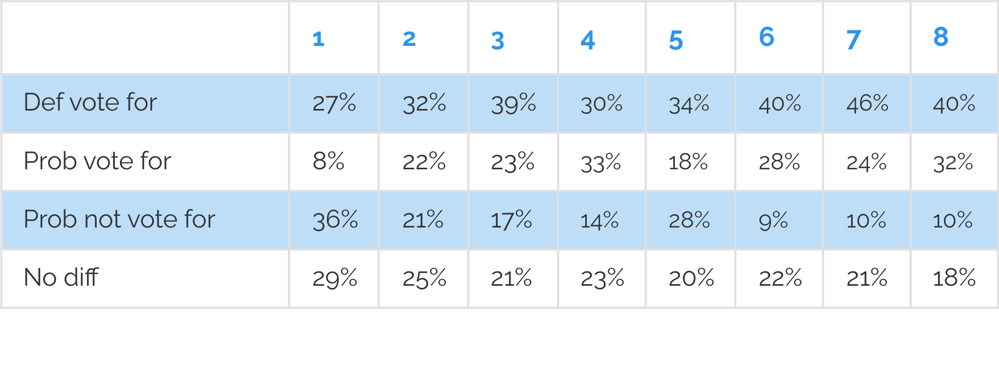 1 2 3 4 5 6 7 8
Def vote for 27% 32% 39% 30% 34% 40% 46% 40%
Prob vote for 8% 22% 23% 33% 18% 28% 24% 32%
Prob not vote for 36% 21% 17% 14% 28% 9% 10% 10%
No diff 29% 25% 21% 23% 20% 22% 21% 18%